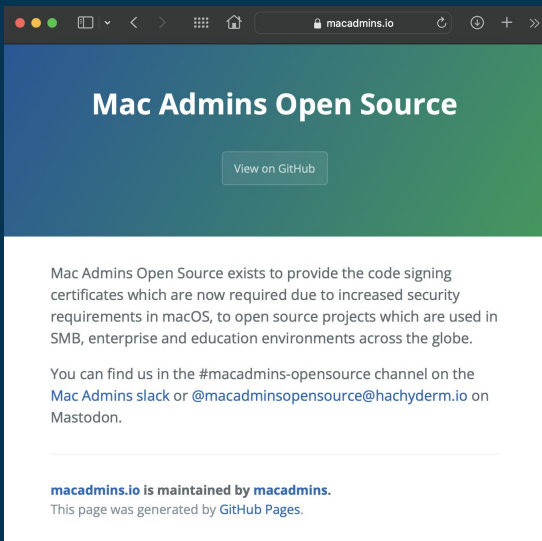 macadmins.io
Mac Admins Open Source
View on GitHub
Mac Admins Open Source exists to provide the code signing
certificates which are now required due to increased security
requirements in macOS, to open source projects which are used in
SMB, enterprise and education environments across the globe.
You can find us in the #macadmins-opensource channel on the
Mac Admins slack or @macadminsopensource@hachyderm.io on
Mastodon.
macadmins.io is maintained by macadmins.
This page was generated by GitHub Pages.